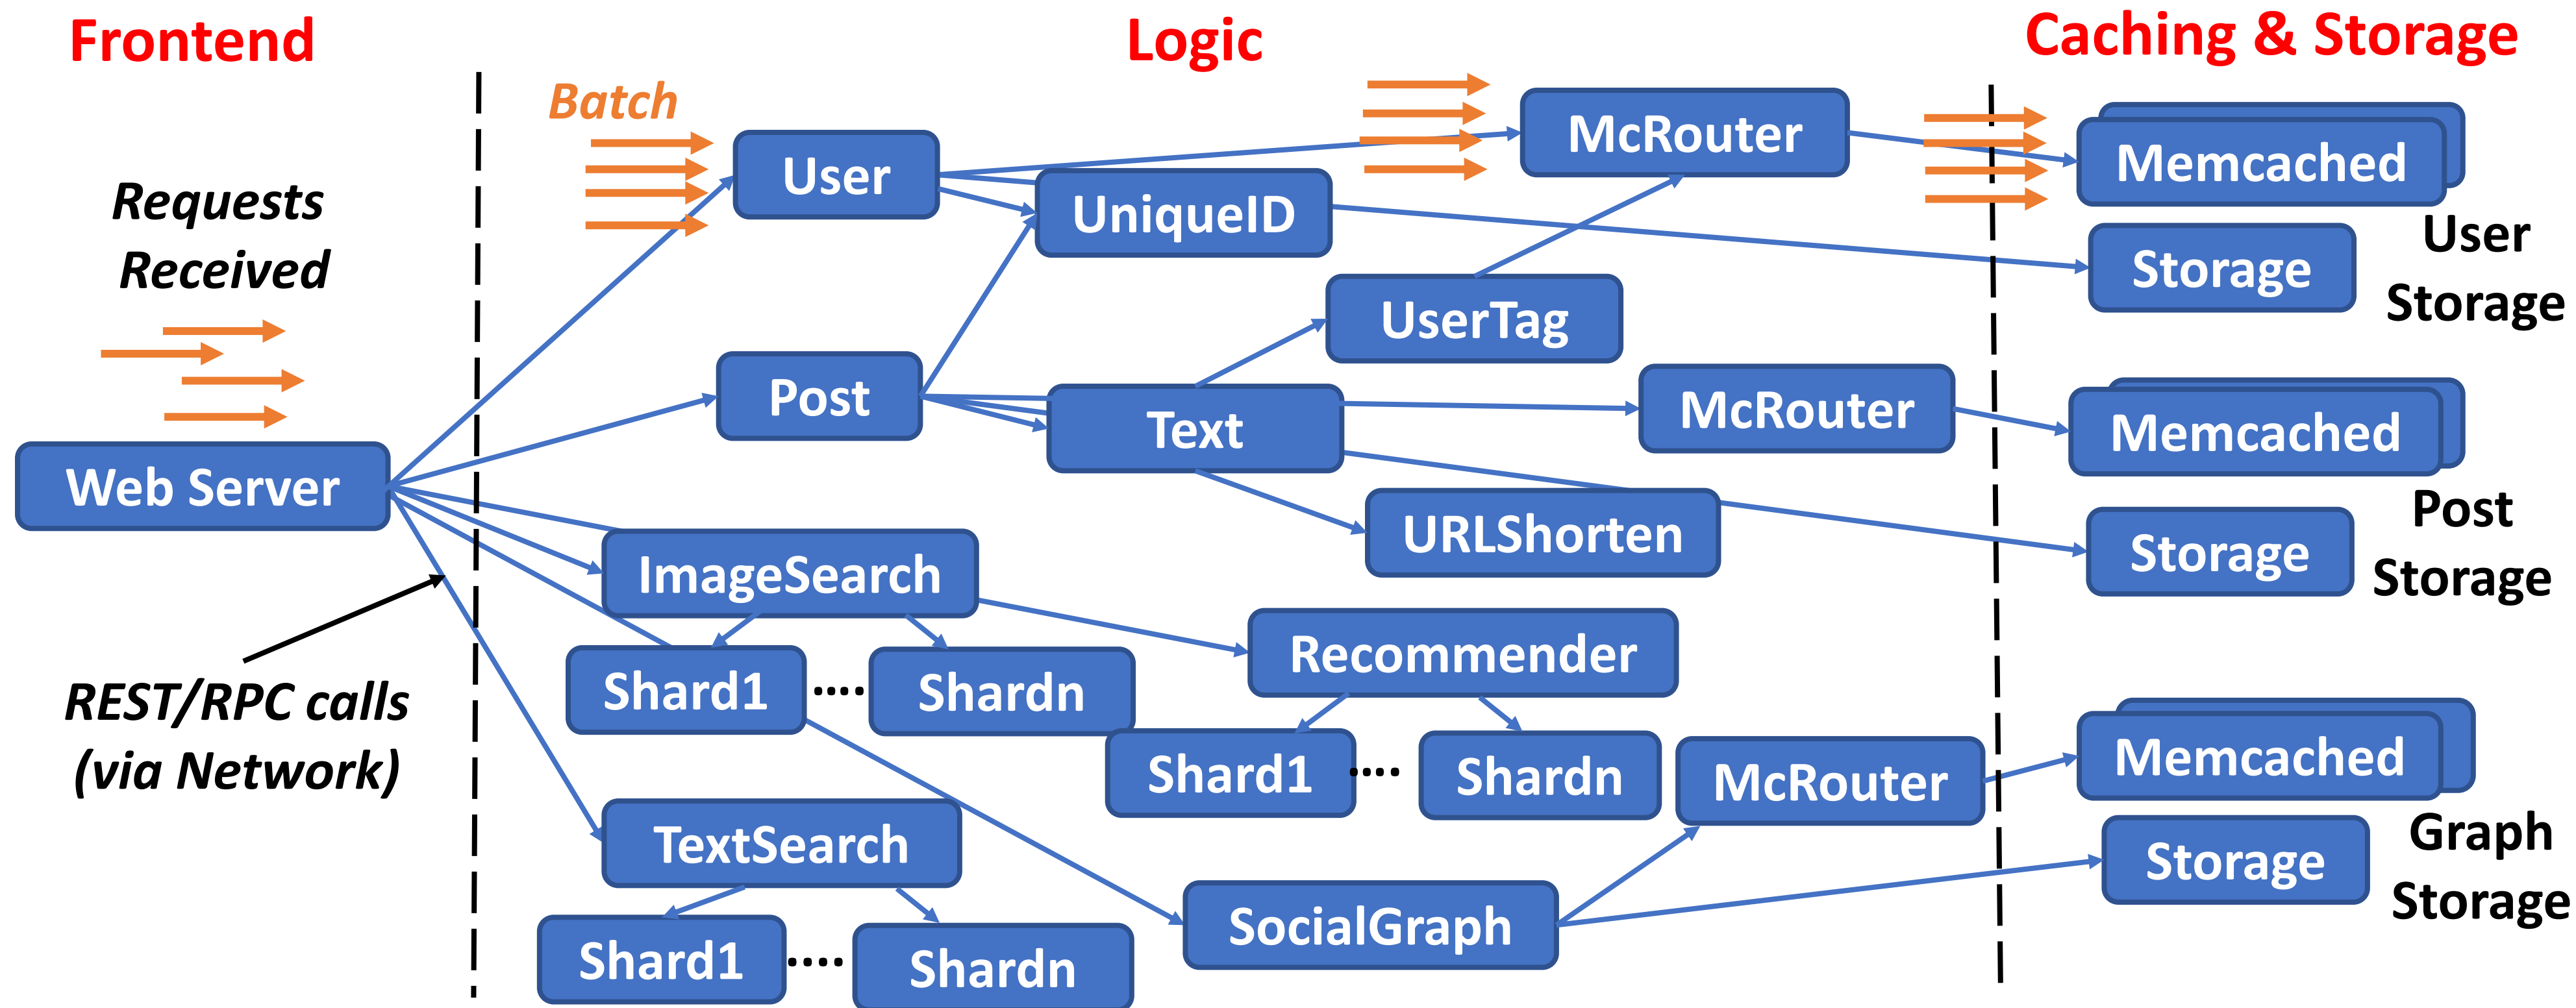 Frontend
Logic
Caching & Storage
Batch
Requests
Received
User
McRouter
Memcached
UniqueID
Storage
User
Storage
UserTag
Post
Text
McRouter
Memcached
Web Server
URLShorten
Storage
Post
Storage
ImageSearch
Recommender
Shard1
....
Shardn
REST/RPC calls
(via Network)
Shard1
....
Shardn
McRouter
Memcached
TextSearch
Storage
Graph
Storage
SocialGraph
Shard1
....
Shardn